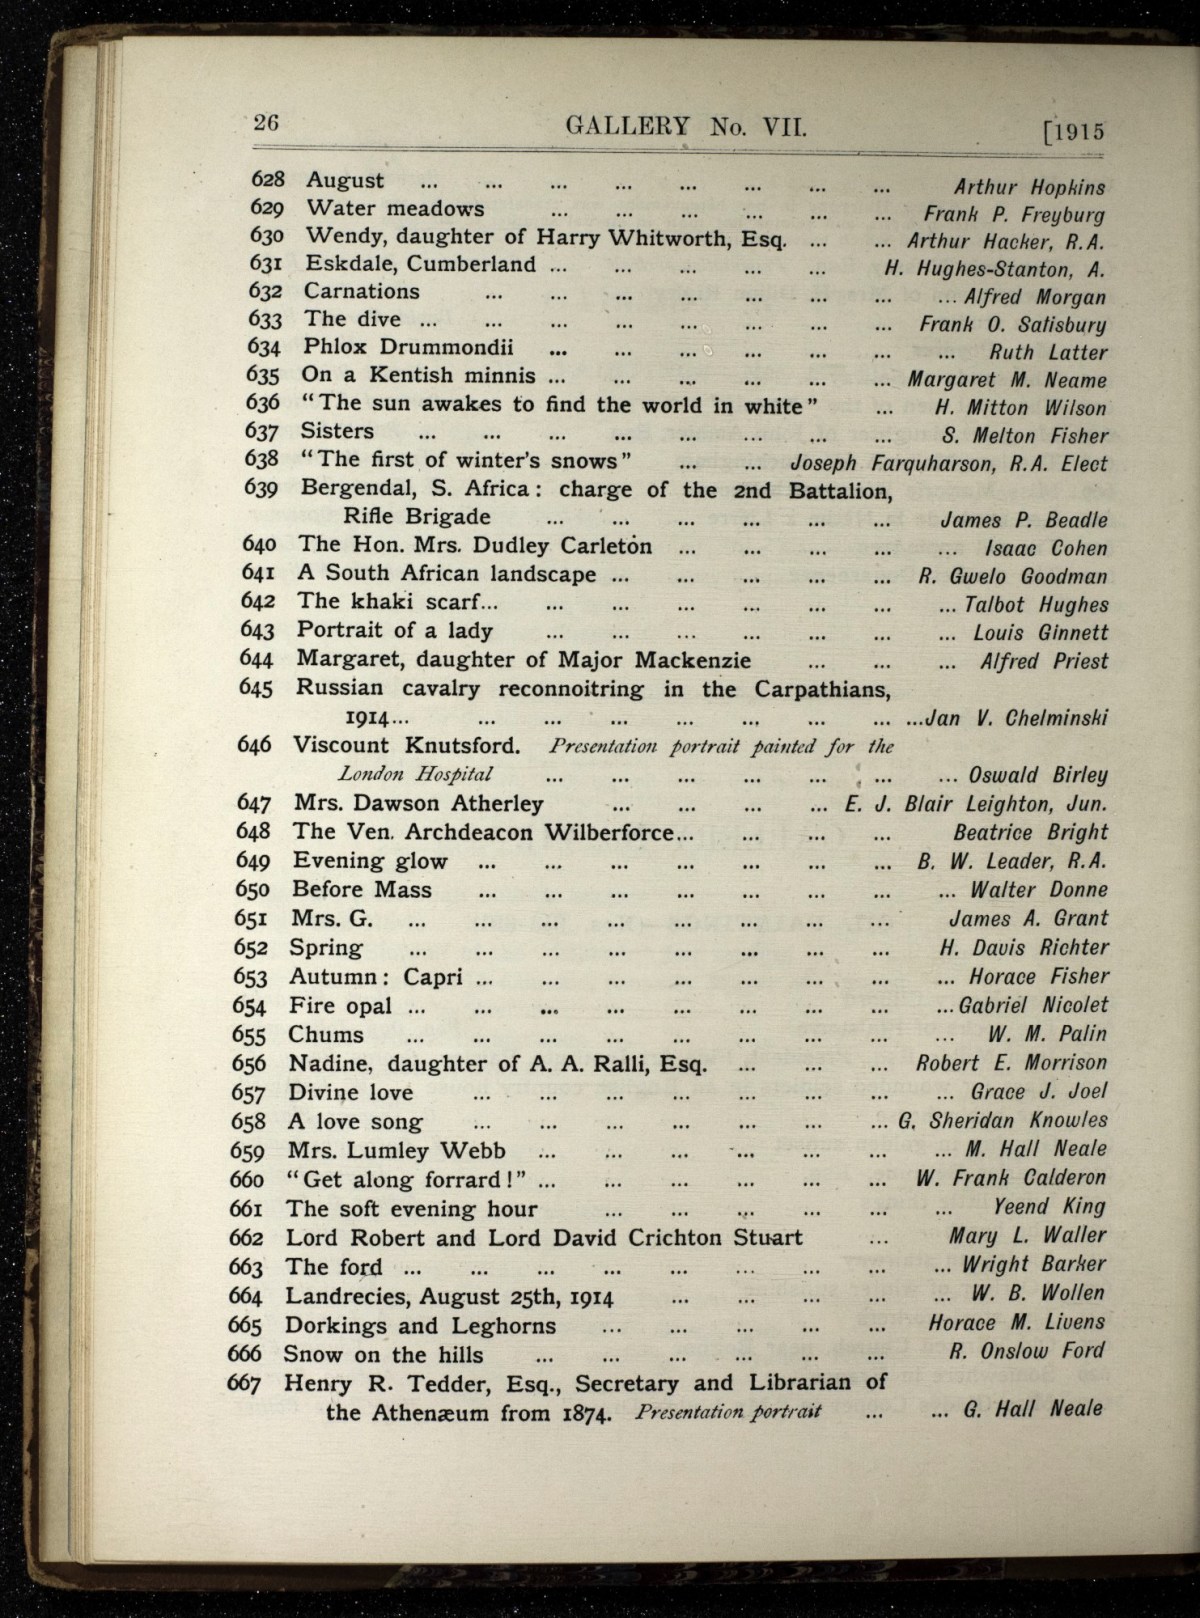 26 GALLERY No. VII. [1915
628 August ... ... ... ... ... ... ... ... Arthur Hopkins
629 Water meadows ... ... ... ... ... ... Frank P. Freyburg
630 Wendy, daughter of Harry Whitworth, Esq. ... ... Arthur Hacker, R.A.
631 Eskdale, Cumberland ... ... ... ... ... H. Hughes-Stanton, A.
632 Carnations ... ... ... ... ... ... ... ... Alfred Morgan
633 The dive ... ... ... ... ... ... ... ... Frank O. Salisbury
634 Phlox Drummondii ... ... ... ... ... ... ... Ruth Latter
635 On a Kentish minnis ... ... ... ... ... ... Margaret M. Neame
636 “The sun awakes to find the world in white” ... H. Mitton Wilson
637 Sisters ... ... ... ... ... ... ... ... S. Melton Fisher
638 “The first of winter's snows” ... ... Joseph Farquharson, R.A. Elect
639 Bergendal, S. Africa: charge of the 2nd Battalion,
Rifle Brigade ... ... ... ... ... ... James P. Beadle
640 The Hon. Mrs. Dudley Carleton ... ... ... ... ... Isaac Cohen
641 A South African landscape ... ... ... ... ... R. Gwelo Goodman
642 The khaki scarf... ... ... ... ... ... ... ... Talbot Hughes
643 Portrait of a lady ... ... ... ... ... ... ... Louis Ginnett
644 Margaret, daughter of Major Mackenzie ... ... ... Alfred Priest
645 Russian cavalry reconnoitring in the Carpathians,
1914... ... ... ... ... ... ... ... ...Jan V. Chelminski
646 Viscount Knutsford. Presentation portrait painted for the
London Hospital ... ... ... ... ... ... ... Oswald Birley
647 Mrs. Dawson Atherley ... ... ... ... E. J. Blair Leighton, Jun.
648 The Ven. Archdeacon Wilberforce... ... ... ... Beatrice Bright
649 Evening glow ... ... ... ... ... ... ... B. W. Leader, R.A.
650 Before Mass ... ... ... ... ... ... ... ... Walter Donne
651 Mrs. G. ... ... ... ... ... ... ... ... James A. Grant
652 Spring ... ... ... ... ... ... ... ... H. Davis Richter
653 Autumn: Capri ... ... ... ... ... ... ... ... Horace Fisher
654 Fire opal ... ... ... ... ... ... ... ... ... Gabriel Nicolet
655 Chums ... ... ... ... ... ... ... ... ... W. M. Palin
656 Nadine, daughter of A. A. Ralli, Esq. ... ... ... Robert E. Morrison
657 Divine love ... ... ... ... ... ... ... ... Grace J. Joel
658 A love song ... ... ... ... ... ... ... G. Sheridan Knowles
659 Mrs. Lumley Webb ... ... ... ... ... ... ... M. Hall Neale
660 “Get along forrard!” ... ... ... ... ... ... W. Frank Calderon
661 The soft evening hour ... ... ... ... ... ... Yeend King
662 Lord Robert and Lord David Crichton Stuart ... Mary L. Waller
663 The ford ... ... ... ... ... ... ... ... ... Wright Barker
664 Landrecies, August 25th, 1914 ... ... ... ... ... W. B. Wollen
665 Dorkings and Leghorns ... ... ... ... ... Horace M. Livens
666 Snow on the hills ... ... ... ... ... ... R. Onslow Ford
667 Henry R. Tedder, Esq., Secretary and Librarian of
the Athenæum from 1874. Presentation portrait ... ... G. Hall Neale